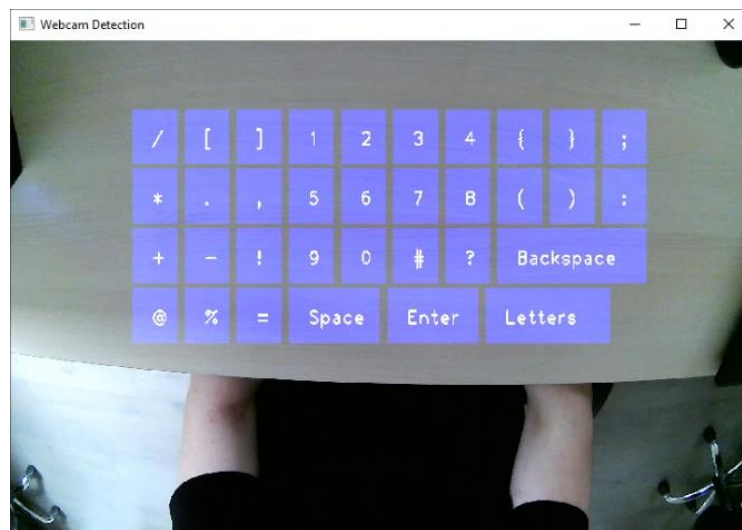 Webcam Detection
/ [ ] 1 2 3 4 { } ;
* . , 5 6 7 8 ( ) :
+ - ! 9 0 # ? Backspace
@ % = Space Enter Letters